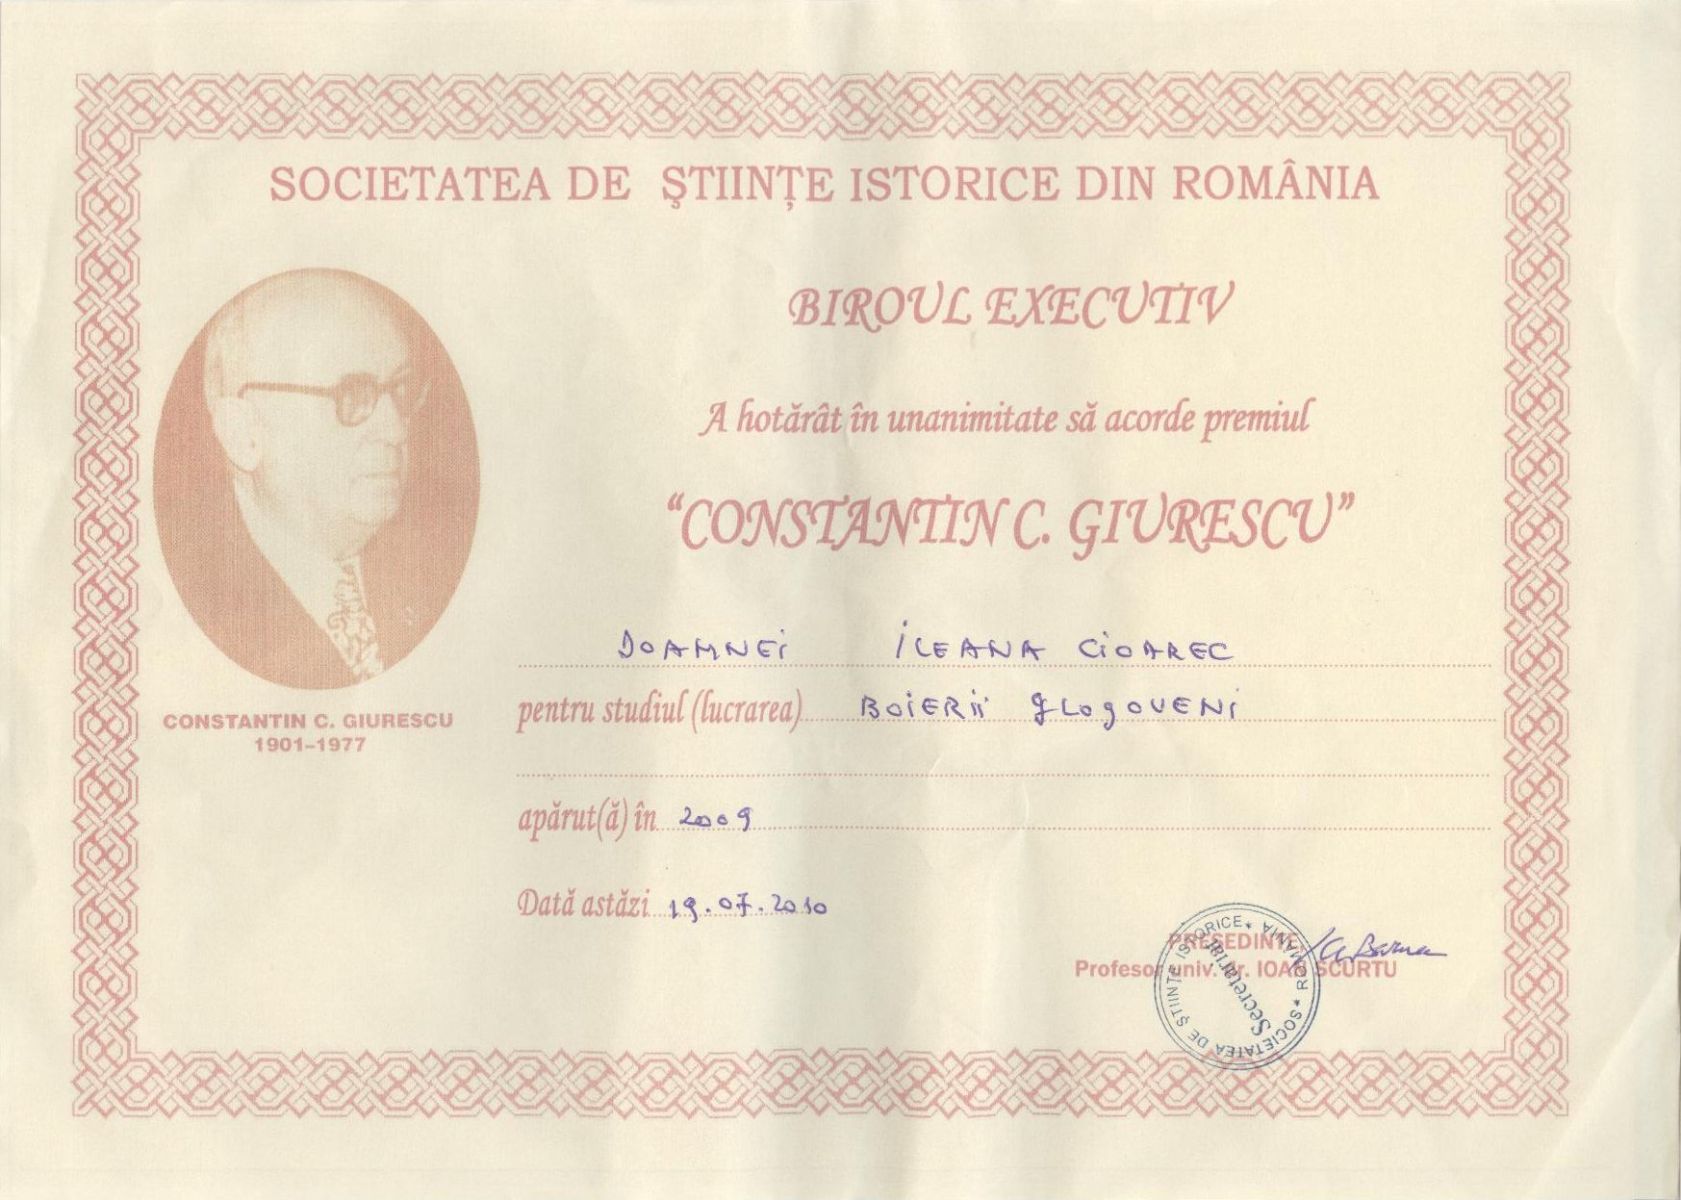 SOCIETATEA DE ŞTIINŢE ISTORICE DIN ROMÂNIA
BIROUL EXECUTIV
A hotărât în unanimitate să acorde premiul
“CONSTANTIN C. GIURESCU”
DOAMNEI ILEANA CIOAREC
pentru studiul (lucrarea) BOIERII GLOGOVENI
CONSTANTIN C. GIURESCU
1901-1977
apărut(ă) în 2009
Dată astăzi 19.07.2010
PREŞEDINTE,
Profesor univ. dr. IOAN SCURTU
SOCIETATEA DE ŞTIINŢE ISTORICE * ROMANIA *
Secretariat